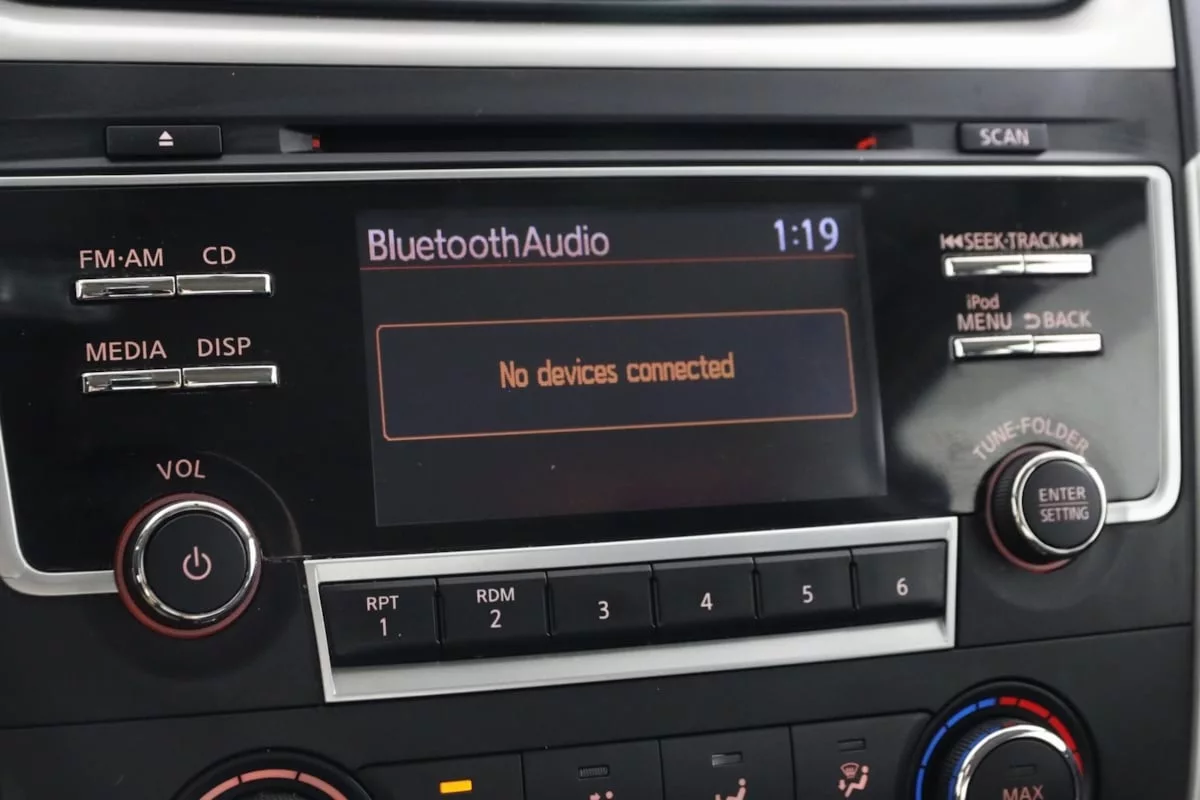 SCAN
BluetoothAudio 1:19
FM·AM CD
SEEK·TRACK
iPod
MENU BACK
MEDIA DISP
No devices connected
TUNE·FOLDER
VOL
ENTER
SETTING
RPT
1
RDM
2
3
4
5
6
MAX